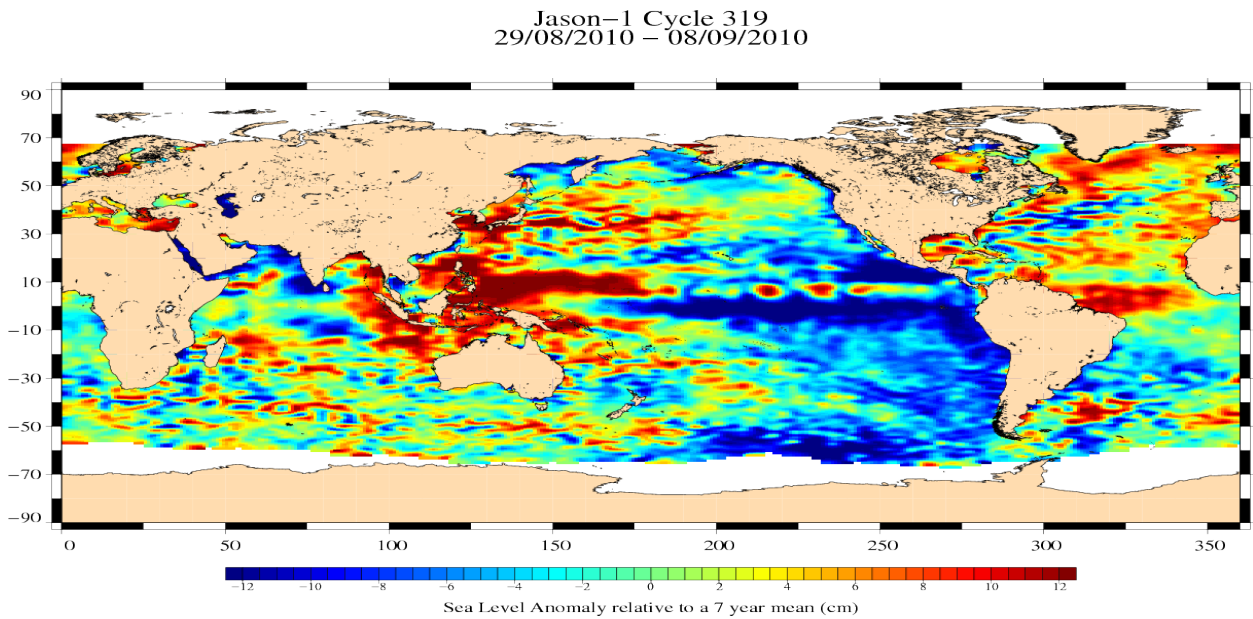 Jason−1 Cycle 319
29/08/2010 − 08/09/2010
90
70
50
30
10
−10
−30
−50
−70
−90
0 50 100 150 200 250 300 350
−12 −10 −8 −6 −4 −2 0 2 4 6 8 10 12
Sea Level Anomaly relative to a 7 year mean (cm)